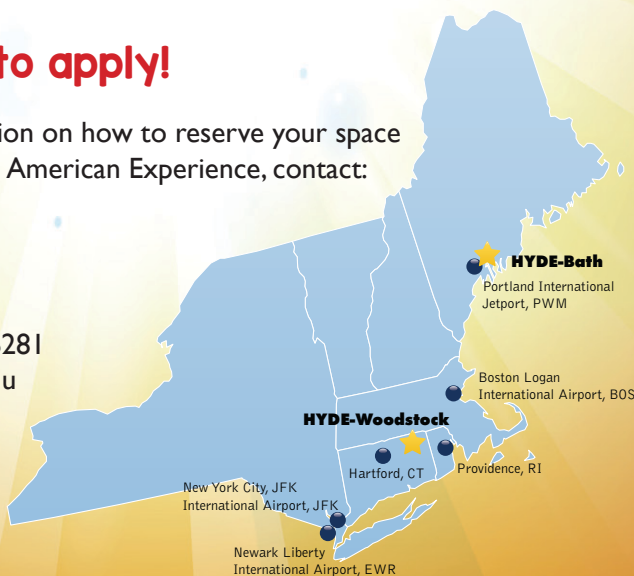 to apply!
ion on how to reserve your space
American Experience, contact:
281
u
HYDE-Bath
Portland International
Jetport, PWM
Boston Logan
International Airport, BOS
HYDE-Woodstock
Hartford, CT
Providence, RI
New York City, JFK
International Airport, JFK
Newark Liberty
International Airport, EWR